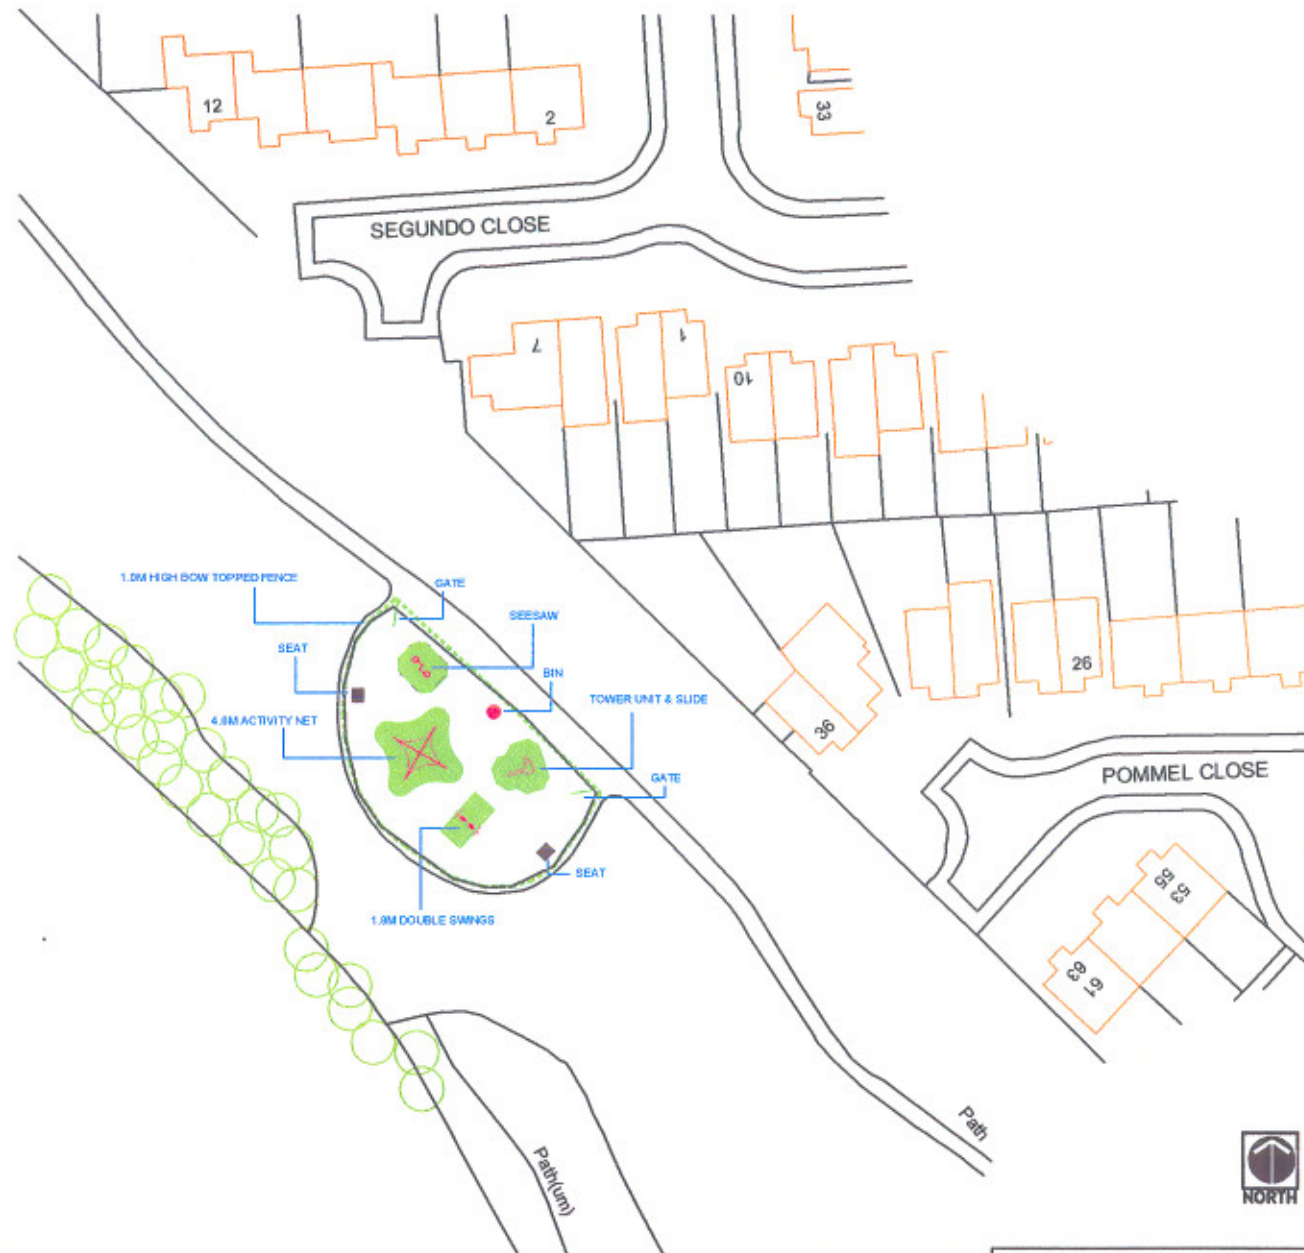 12
2
33
SEGUNDO CLOSE
7
1
10
1.0M HIGH BOW TOPPED FENCE
GATE
SEESAW
SEAT
BIN
TOWER UNIT & SLIDE
4.0M ACTIVITY NET
26
36
GATE
POMMEL CLOSE
SEAT
55
53
1.8M DOUBLE SWINGS
63
61
Path
Path(um)
NORTH